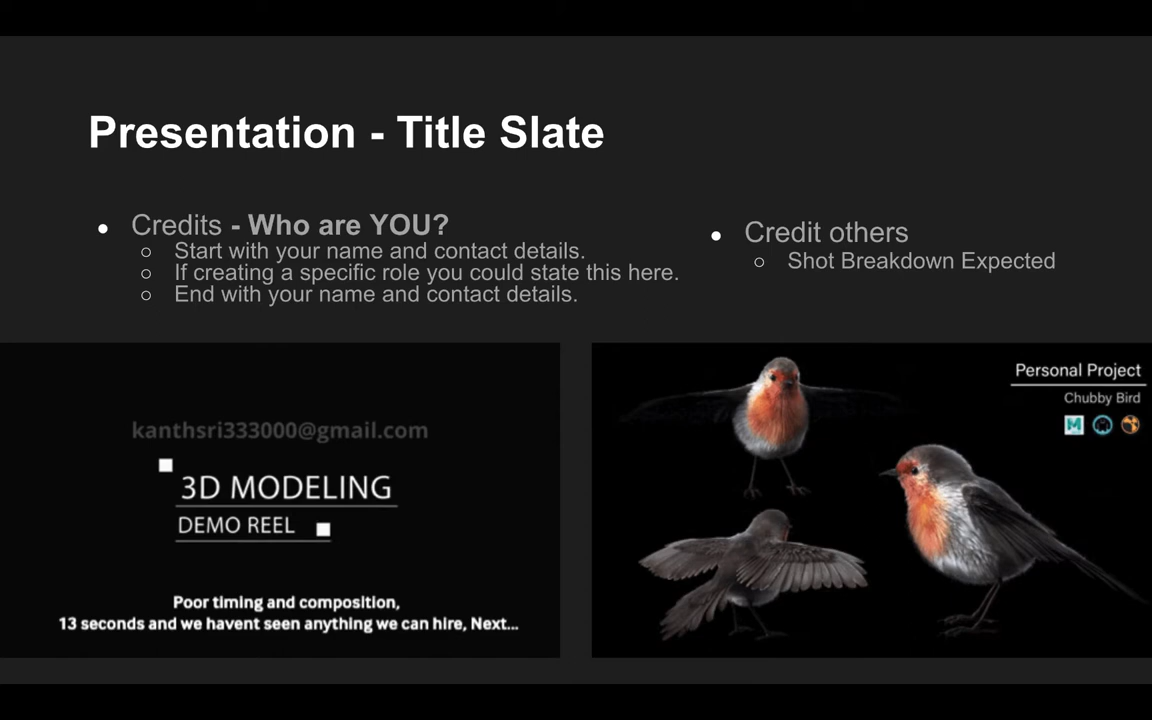 Presentation - Title Slate
Credits - Who are YOU?
Start with your name and contact details.
If creating a specific role you could state this here.
End with your name and contact details.
Credit others
Shot Breakdown Expected
kanthsri333000@gmail.com
3D MODELING
DEMO REEL
Poor timing and composition,
13 seconds and we havent seen anything we can hire, Next...
Personal Project
Chubby Bird
M